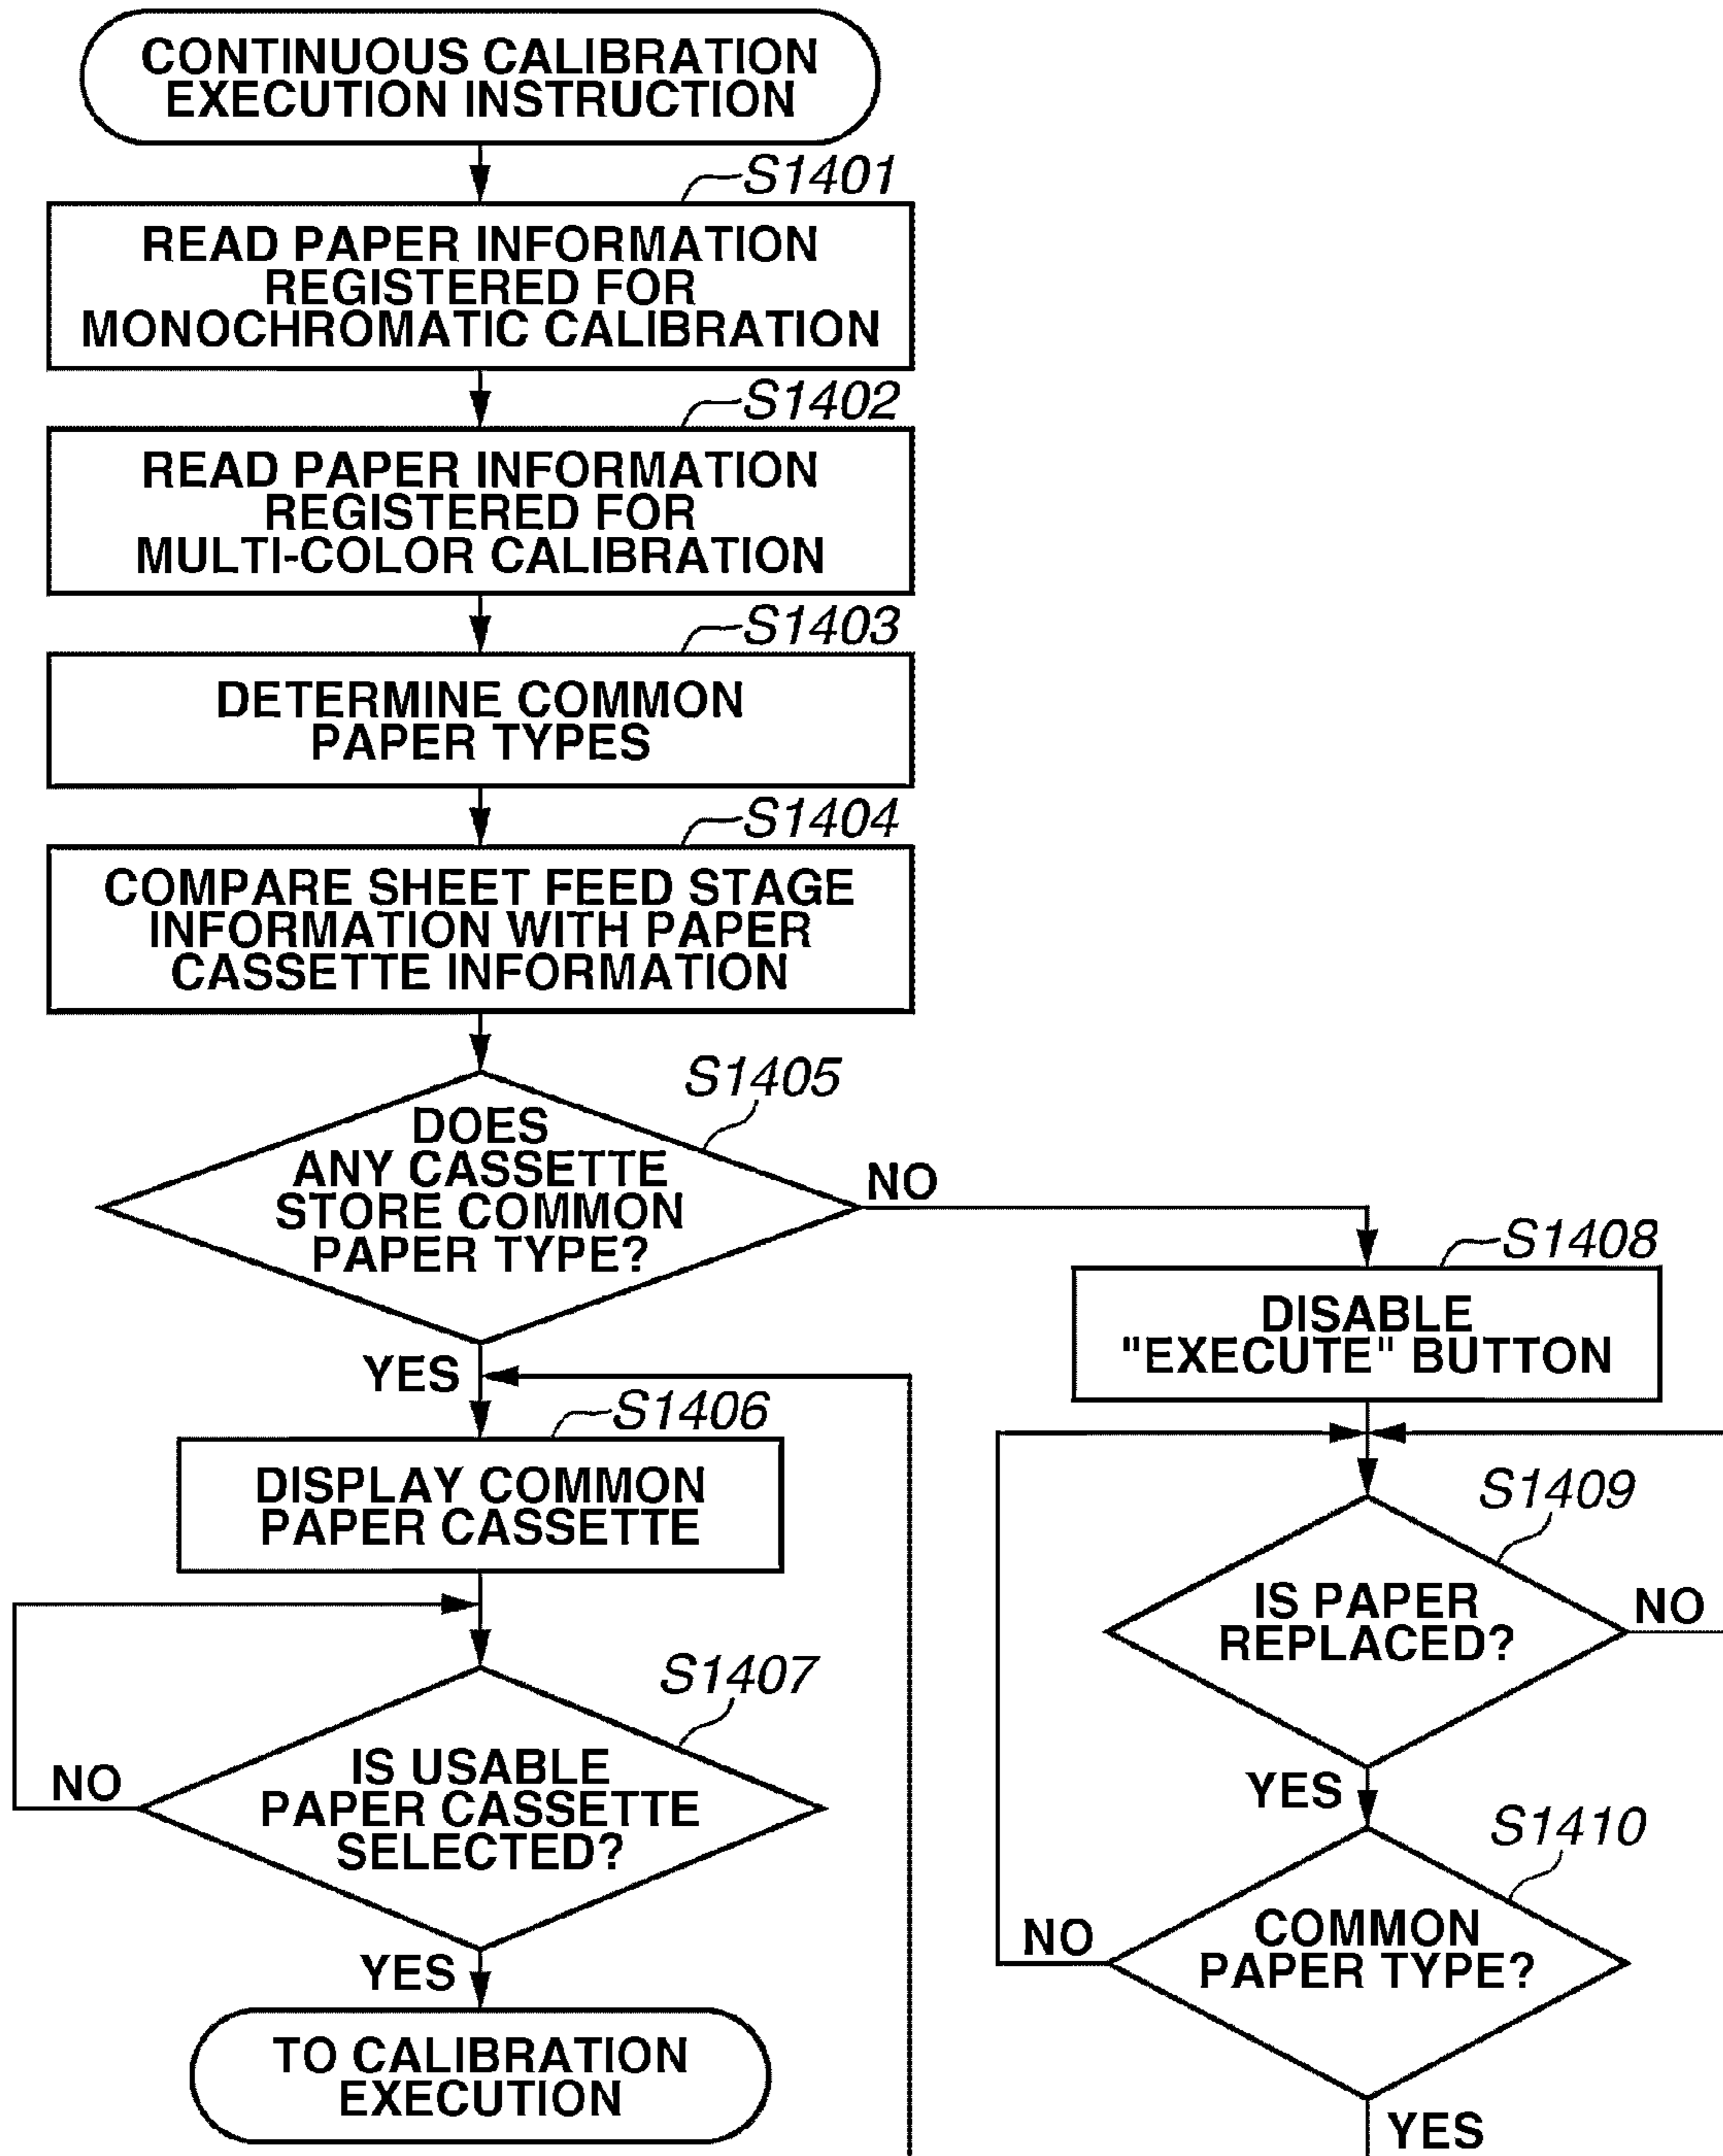 CONTINUOUS CALIBRATION
EXECUTION INSTRUCTION
S1401
READ PAPER INFORMATION
REGISTERED FOR
MONOCHROMATIC CALIBRATION
S1402
READ PAPER INFORMATION
REGISTERED FOR
MULTI-COLOR CALIBRATION
S1403
DETERMINE COMMON
PAPER TYPES
S1404
COMPARE SHEET FEED STAGE
INFORMATION WITH PAPER
CASSETTE INFORMATION
S1405
DOES
ANY CASSETTE
STORE COMMON
PAPER TYPE?
NO
YES
S1406
DISPLAY COMMON
PAPER CASSETTE
S1407
IS USABLE
PAPER CASSETTE
SELECTED?
NO
YES
TO CALIBRATION
EXECUTION
S1408
DISABLE
"EXECUTE" BUTTON
S1409
IS PAPER
REPLACED?
NO
YES
S1410
COMMON
PAPER TYPE?
NO
YES